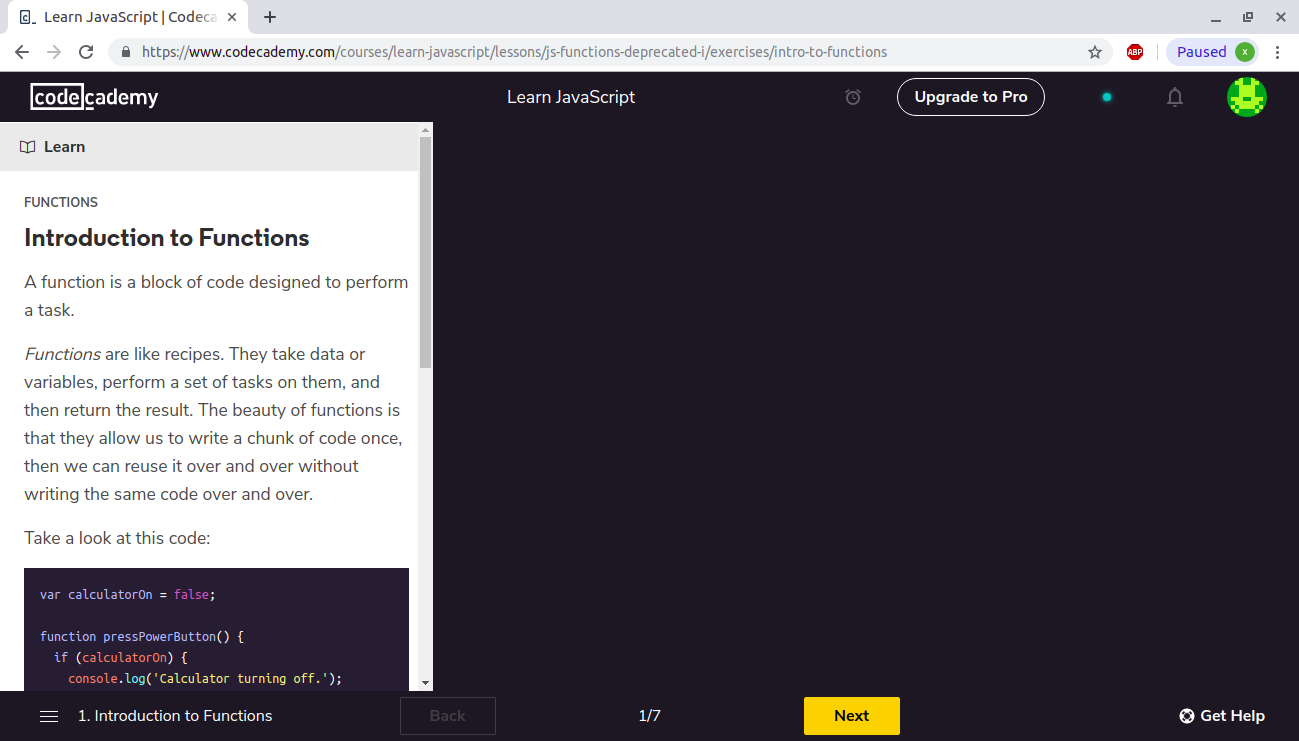 Learn JavaScript | Codeca
https://www.codecademy.com/courses/learn-javascript/lessons/js-functions-deprecated-i/exercises/intro-to-functions
ABP
Paused
x
codecademy
Learn JavaScript
Upgrade to Pro
Learn
FUNCTIONS
Introduction to Functions
A function is a block of code designed to perform
a task.
Functions are like recipes. They take data or
variables, perform a set of tasks on them, and
then return the result. The beauty of functions is
that they allow us to write a chunk of code once,
then we can reuse it over and over without
writing the same code over and over.
Take a look at this code:
var calculatorOn = false;
function pressPowerButton() {
if (calculatorOn) {
console.log('Calculator turning off.');
1. Introduction to Functions
Back
1/7
Next
Get Help